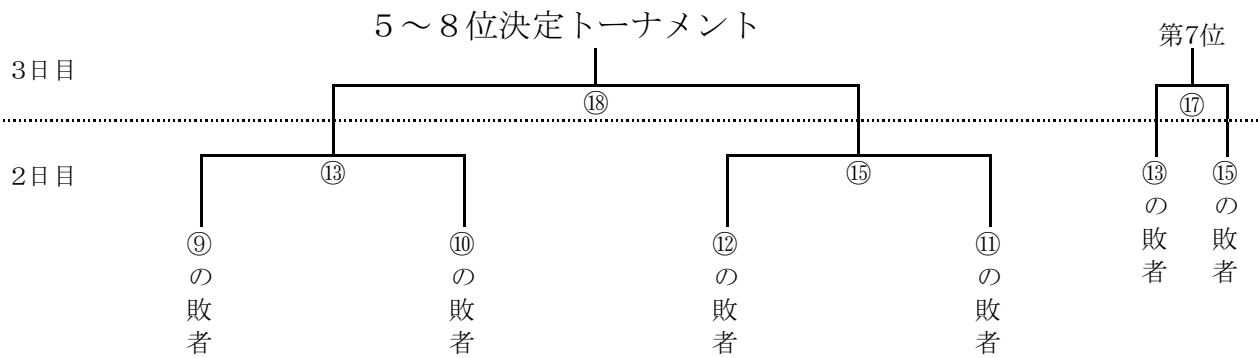 5～8位決定トーナメント
第7位
3日目
⑱
⑰
2日目
⑬
⑮
⑬の敗者
⑮の敗者
⑨の敗者
⑩の敗者
⑫の敗者
⑪の敗者